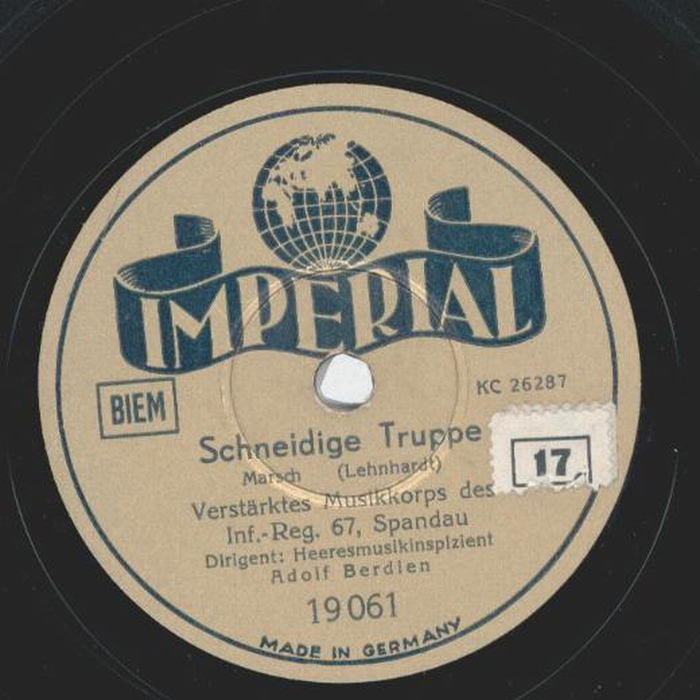 IMPERIAL
BIEM
KC 26287
Schneidige Truppe
17
Marsch (Lehnhardt)
Verstärktes Musikkorps des
Inf.-Reg. 67, Spandau
Dirigent: Heeresmusikinspizient
Adolf Berdien
19061
MADE IN GERMANY